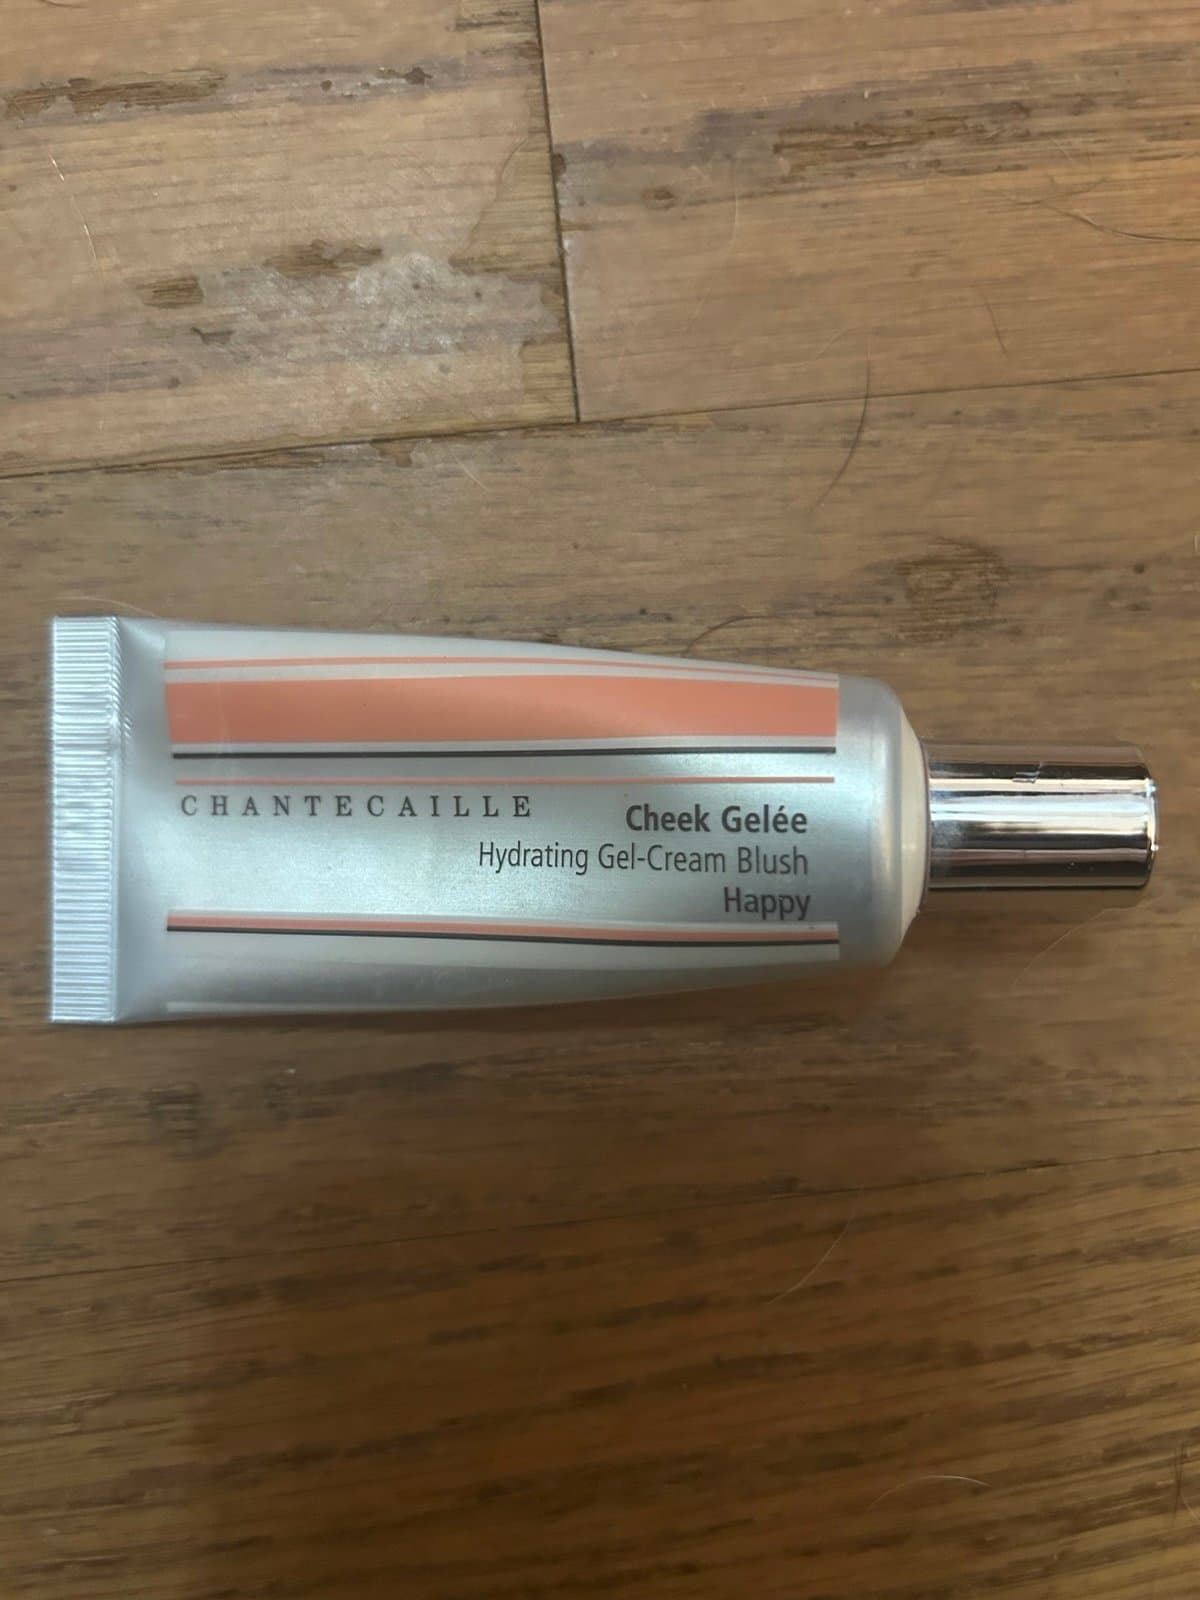 CHANTECAILLE
Cheek Gelée
Hydrating Gel-Cream Blush
Happy